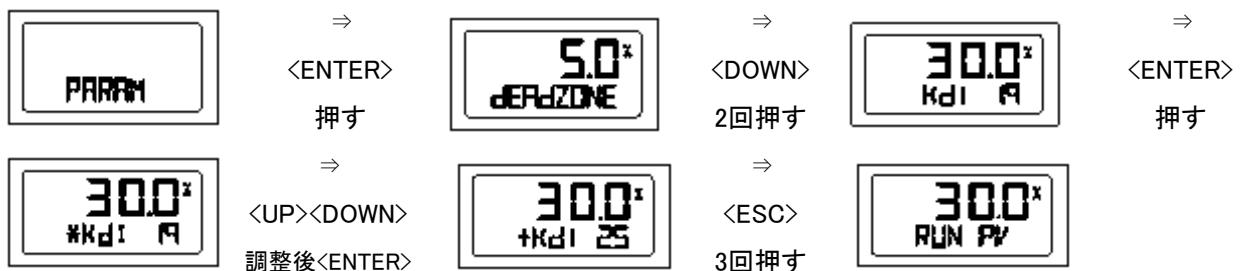 PARAM
⇒
<ENTER>
押す
5.0%
dEAdZONE
⇒
<DOWN>
2回押す
30.0%
Kd1 19
⇒
<ENTER>
押す
30.0%
*Kd1 19
⇒
<UP><DOWN>
調整後<ENTER>
30.0%
+Kd1 25
⇒
<ESC>
3回押す
30.0%
RUN PV